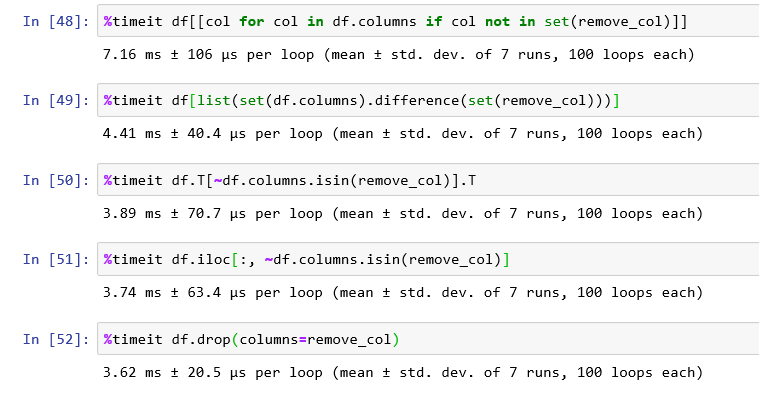 In [48]: %timeit df[[col for col in df.columns if col not in set(remove_col)]]
7.16 ms ± 106 µs per loop (mean ± std. dev. of 7 runs, 100 loops each)
In [49]: %timeit df[list(set(df.columns).difference(set(remove_col)))]
4.41 ms ± 40.4 µs per loop (mean ± std. dev. of 7 runs, 100 loops each)
In [50]: %timeit df.T[~df.columns.isin(remove_col)].T
3.89 ms ± 70.7 µs per loop (mean ± std. dev. of 7 runs, 100 loops each)
In [51]: %timeit df.iloc[:, ~df.columns.isin(remove_col)]
3.74 ms ± 63.4 µs per loop (mean ± std. dev. of 7 runs, 100 loops each)
In [52]: %timeit df.drop(columns=remove_col)
3.62 ms ± 20.5 µs per loop (mean ± std. dev. of 7 runs, 100 loops each)